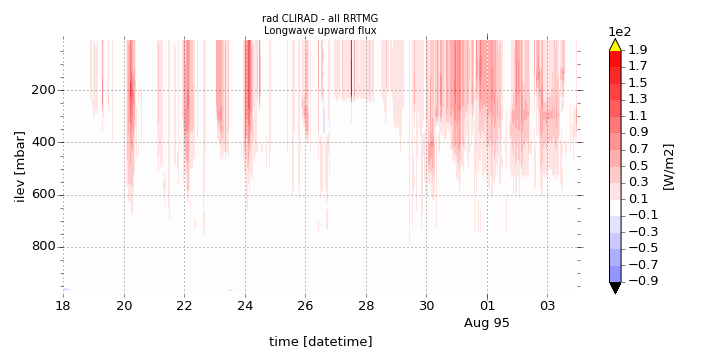 rad CLIRAD - all RRTMG
Longwave upward flux
1e2
1.9
1.7
1.5
1.3
1.1
0.9
0.7
0.5
0.3
0.1
−0.1
−0.3
−0.5
−0.7
−0.9
[W/m2]
ilev [mbar]
200
400
600
800
18 20 22 24 26 28 30 01 03
Aug 95
time [datetime]